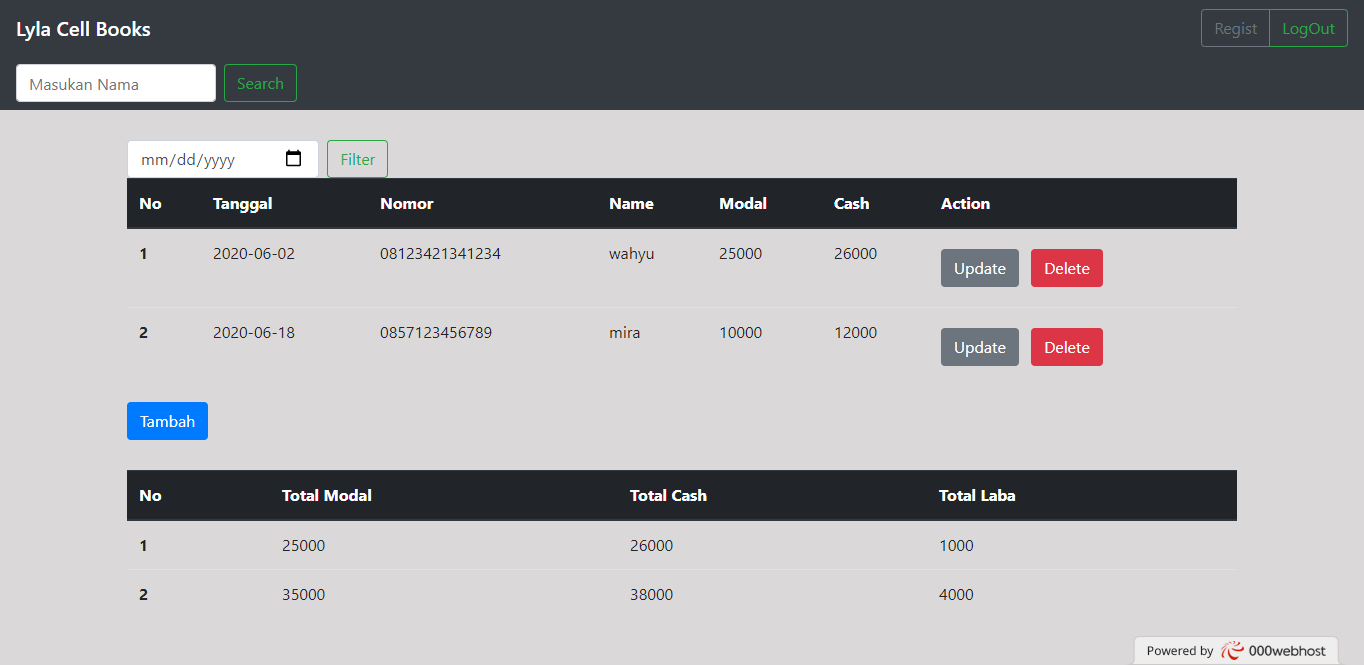 Lyla Cell Books Regist LogOut
Masukan Nama Search
mm/dd/yyyy Filter
No Tanggal Nomor Name Modal Cash Action
1 2020-06-02 08123421341234 wahyu 25000 26000 Update Delete
2 2020-06-18 0857123456789 mira 10000 12000 Update Delete
Tambah
No Total Modal Total Cash Total Laba
1 25000 26000 1000
2 35000 38000 4000
Powered by 000webhost